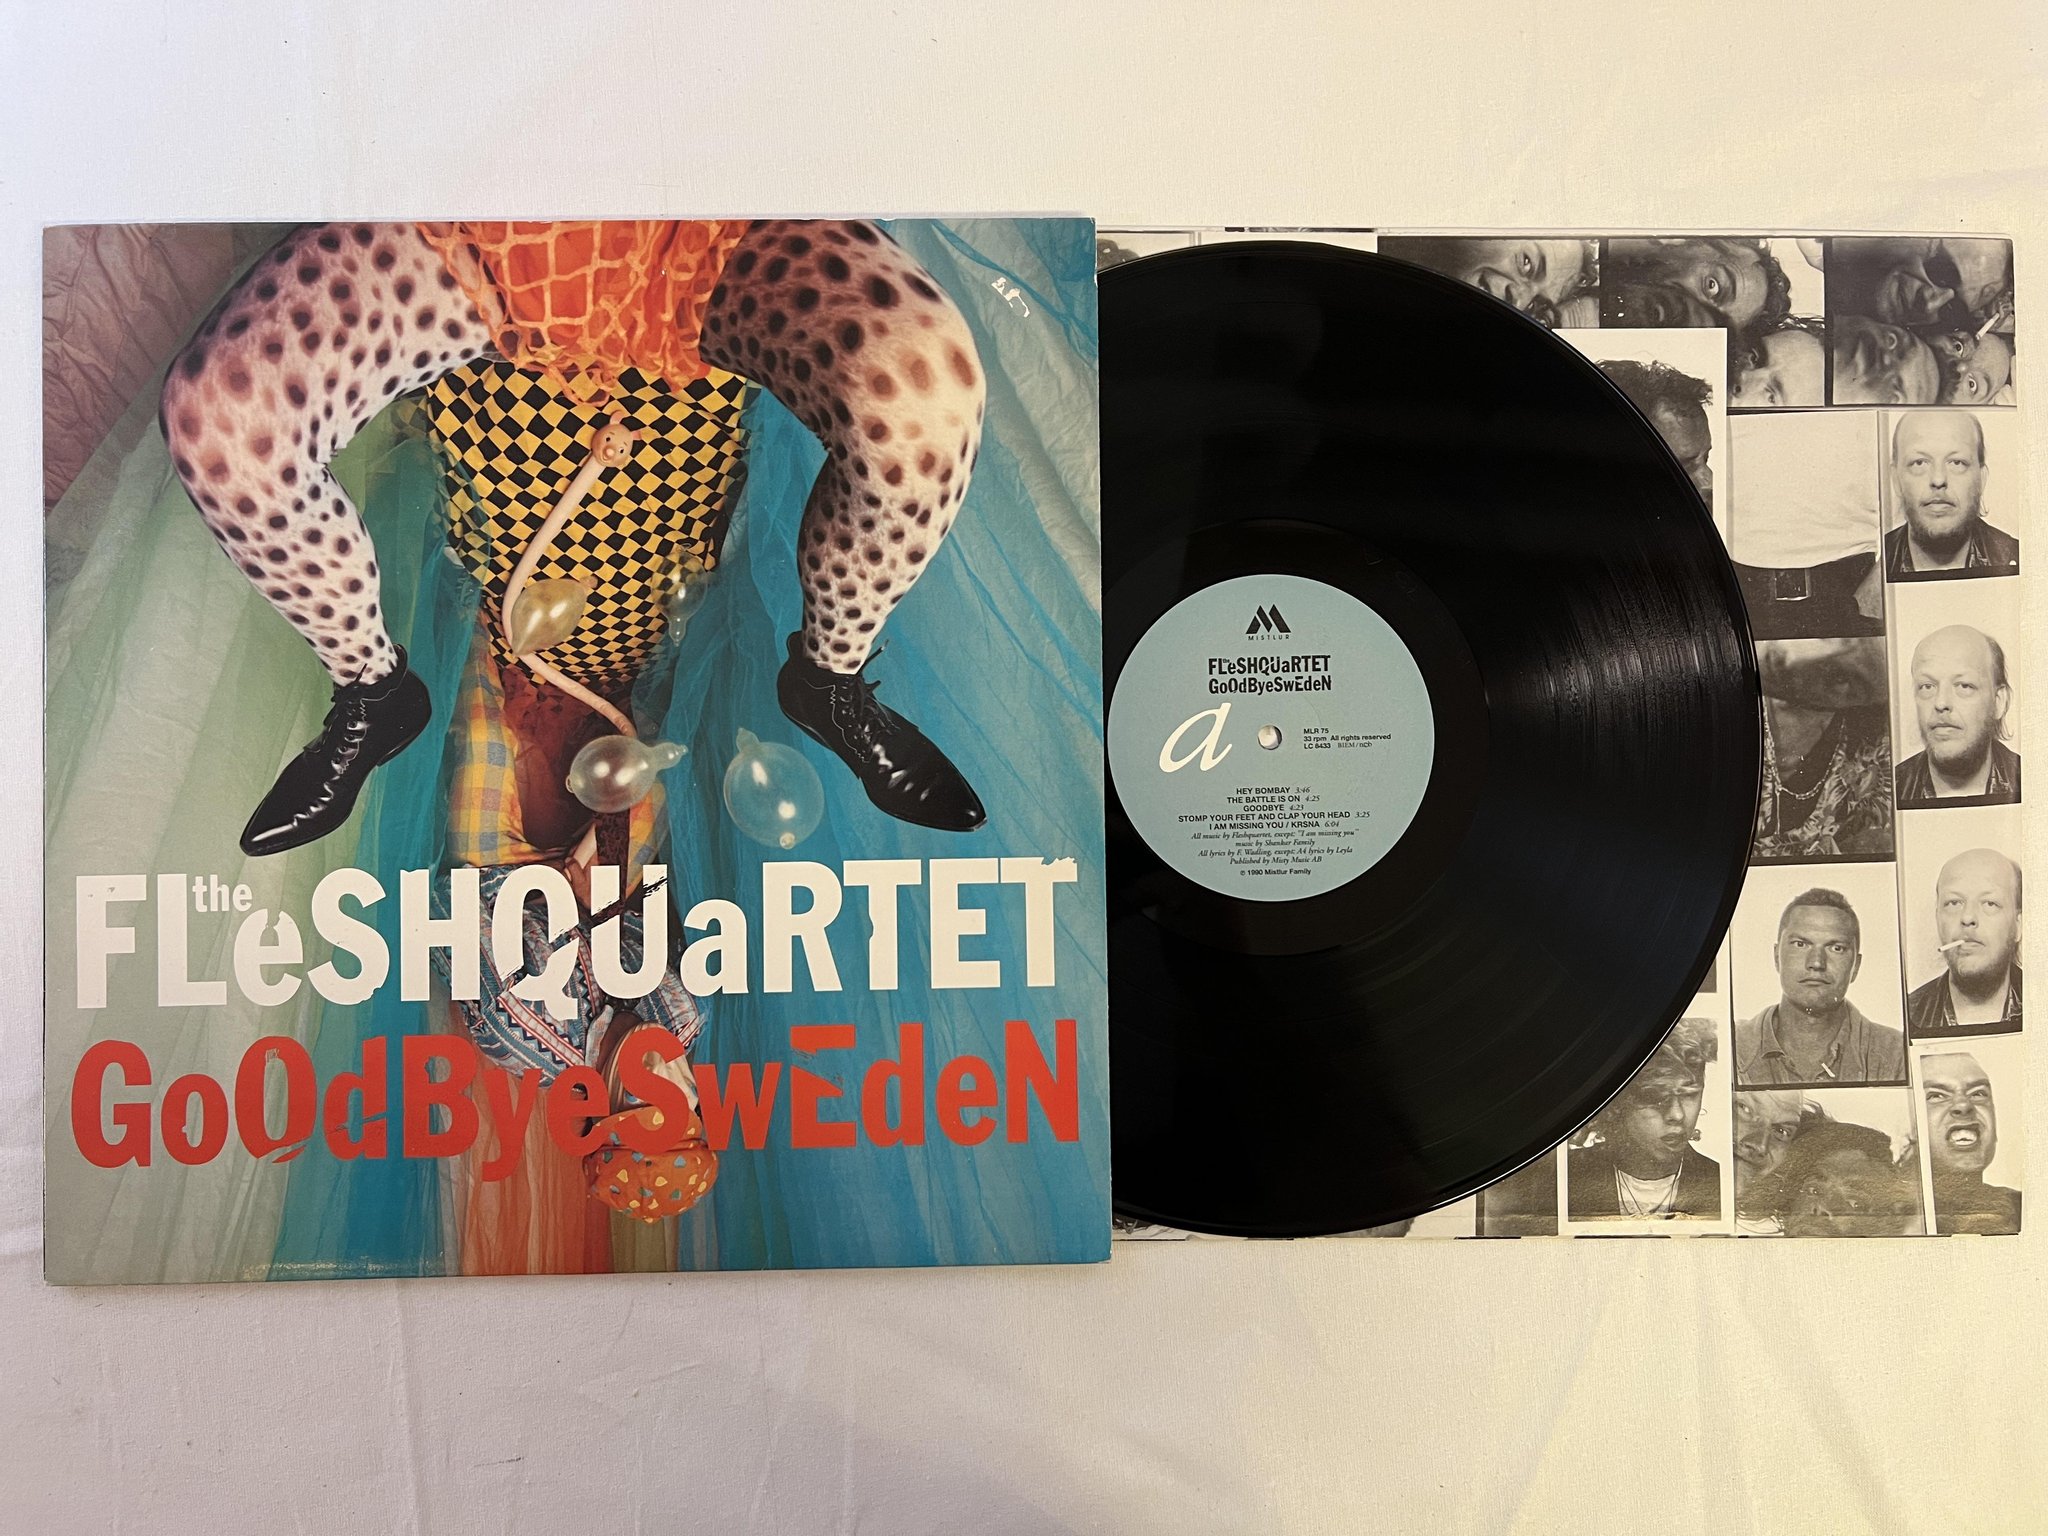 the
FLeSHQUaRTET
GoOdByeSwEdeN
MISTLUR
the
FLeSHQUaRTET
GoOdByeSwEdeN
a
MLR 75
33 rpm All rights reserved
LC 8433 BIEM / ncb
HEY BOMBAY 3:46
THE BATTLE IS ON 4:25
GOODBYE 4:23
STOMP YOUR FEET AND CLAP YOUR HEAD 3:25
I AM MISSING YOU / KRSNA 6:04
All music by Fleshquartet, except: "I am missing you"
music by Shankar Family
All lyrics by F. Wadling, except: A4 lyrics by Leyla
Published by Misty Music AB
℗ 1990 Mistlur Family